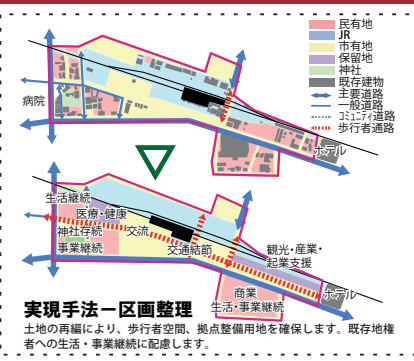 民有地
JR
市有地
保留地
神社
既存建物
主要道路
一般道路
コミュニティ道路
歩行者通路
病院
ホテル
生活継続
医療・健康
神社存続
事業継続
交流
交通結節
観光・産業・
起業支援
商業
生活・事業継続
ホテル
実現手法－区画整理
土地の再編により、歩行者空間、拠点整備用地を確保します。既存地権
者への生活・事業継続に配慮します。